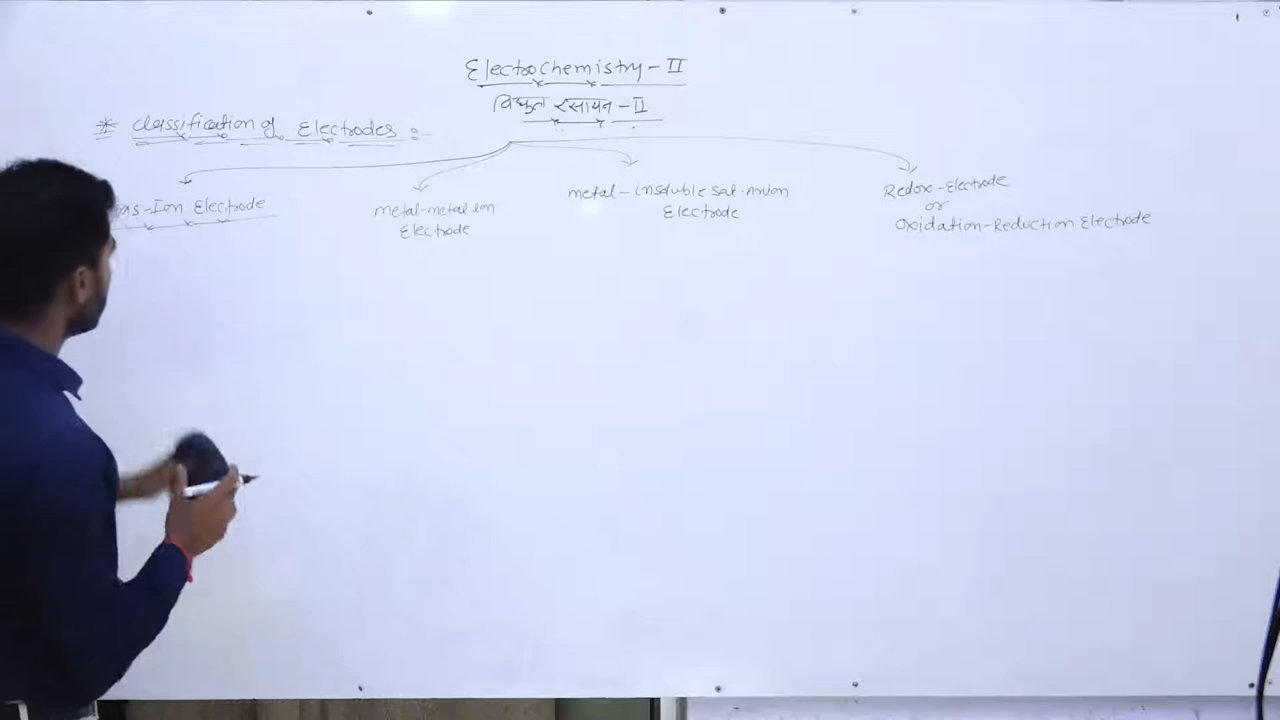 Electrochemistry-II
विद्युत रसायन-II
* Classification of Electrodes :-
as-Ion Electrode
metal-metal Ion
Electrode
metal-insoluble salt-Anion
Electrode
Redox-Electrode
or
Oxidation-Reduction Electrode